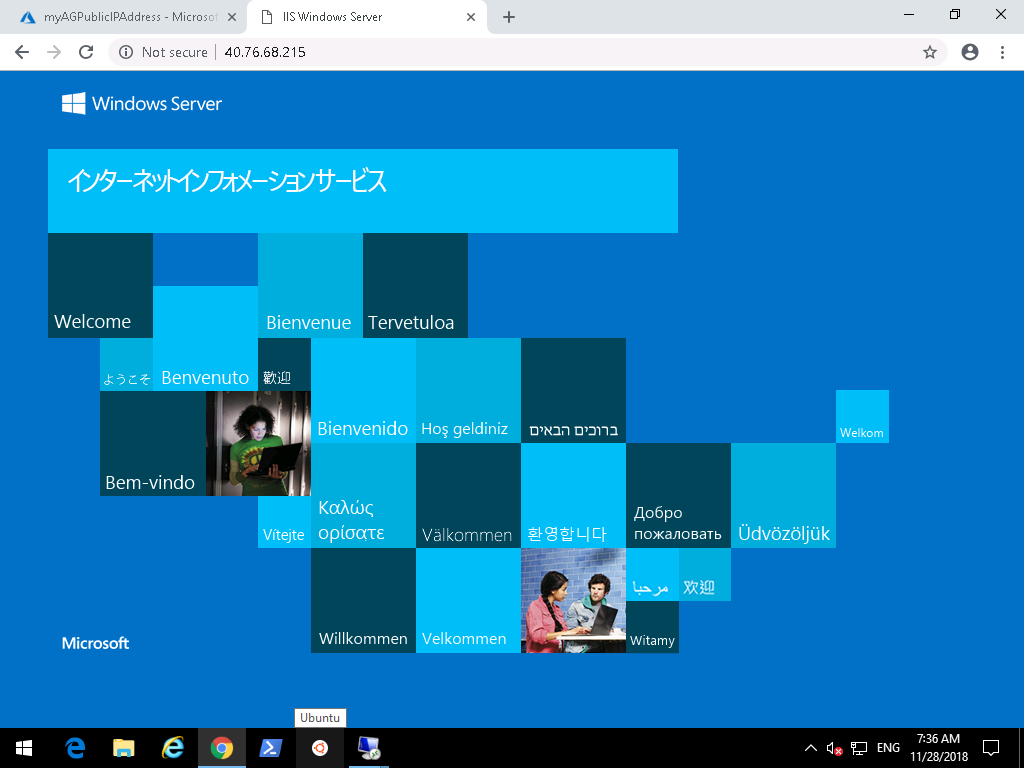 myAGPublicIPAddress - Microsof
IIS Windows Server
Not secure
40.76.68.215
Windows Server
インターネットインフォメーションサービス
Welcome
Bienvenue
Tervetuloa
ようこそ
Benvenuto
歡迎
Bienvenido
Hoş geldiniz
ברוכים הבאים
Welkom
Bem-vindo
Vítejte
Καλώς
ορίσατε
Välkommen
환영합니다
Добро
пожаловать
Üdvözöljük
Microsoft
Willkommen
Velkommen
مرحبا
欢迎
Witamy
Ubuntu
ENG
7:36 AM
11/28/2018